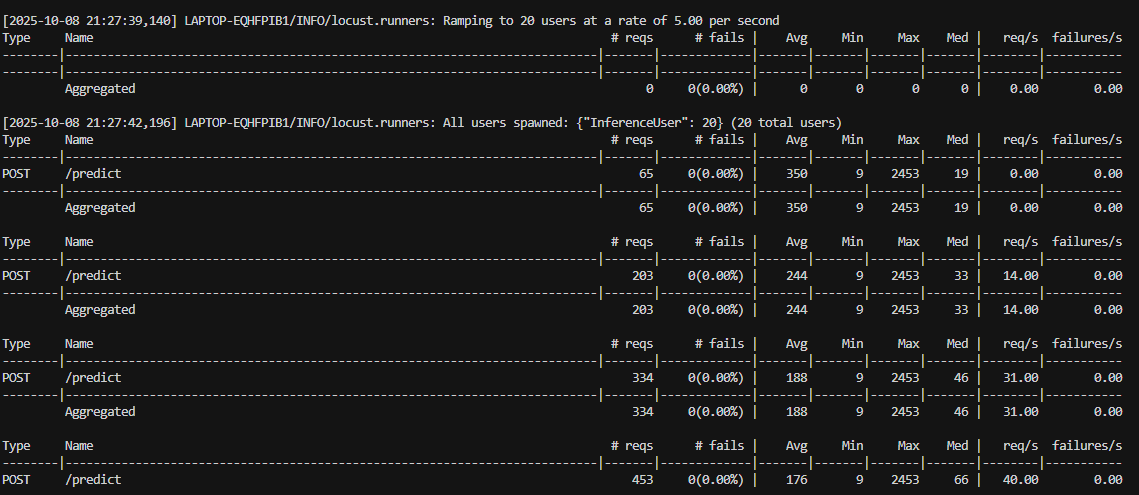 [2025-10-08 21:27:39,140] LAPTOP-EQHFPIB1/INFO/locust.runners: Ramping to 20 users at a rate of 5.00 per second
Type     Name                                                                          # reqs      # fails |    Avg     Min     Max    Med |   req/s  failures/s
--------|----------------------------------------------------------------------------|-------|-------------|-------|-------|-------|-------|--------|-----------
--------|----------------------------------------------------------------------------|-------|-------------|-------|-------|-------|-------|--------|-----------
         Aggregated                                                                         0     0(0.00%) |      0       0       0      0 |    0.00        0.00
[2025-10-08 21:27:42,196] LAPTOP-EQHFPIB1/INFO/locust.runners: All users spawned: {"InferenceUser": 20} (20 total users)
Type     Name                                                                          # reqs      # fails |    Avg     Min     Max    Med |   req/s  failures/s
--------|----------------------------------------------------------------------------|-------|-------------|-------|-------|-------|-------|--------|-----------
POST     /predict                                                                          65     0(0.00%) |    350       9    2453     19 |    0.00        0.00
--------|----------------------------------------------------------------------------|-------|-------------|-------|-------|-------|-------|--------|-----------
         Aggregated                                                                        65     0(0.00%) |    350       9    2453     19 |    0.00        0.00
Type     Name                                                                          # reqs      # fails |    Avg     Min     Max    Med |   req/s  failures/s
--------|----------------------------------------------------------------------------|-------|-------------|-------|-------|-------|-------|--------|-----------
POST     /predict                                                                         203     0(0.00%) |    244       9    2453     33 |   14.00        0.00
--------|----------------------------------------------------------------------------|-------|-------------|-------|-------|-------|-------|--------|-----------
         Aggregated                                                                       203     0(0.00%) |    244       9    2453     33 |   14.00        0.00
Type     Name                                                                          # reqs      # fails |    Avg     Min     Max    Med |   req/s  failures/s
--------|----------------------------------------------------------------------------|-------|-------------|-------|-------|-------|-------|--------|-----------
POST     /predict                                                                         334     0(0.00%) |    188       9    2453     46 |   31.00        0.00
--------|----------------------------------------------------------------------------|-------|-------------|-------|-------|-------|-------|--------|-----------
         Aggregated                                                                       334     0(0.00%) |    188       9    2453     46 |   31.00        0.00
Type     Name                                                                          # reqs      # fails |    Avg     Min     Max    Med |   req/s  failures/s
--------|----------------------------------------------------------------------------|-------|-------------|-------|-------|-------|-------|--------|-----------
POST     /predict                                                                         453     0(0.00%) |    176       9    2453     66 |   40.00        0.00